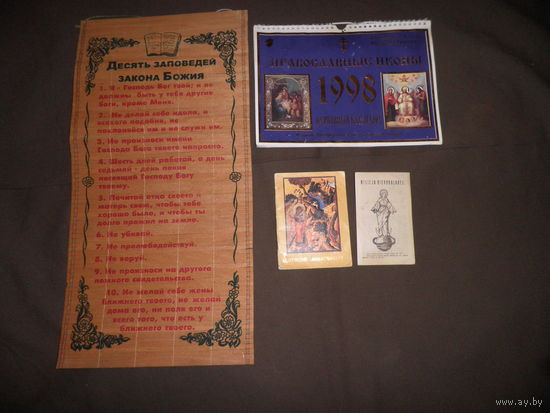 Десять заповедей
закона Божия
1. Я - Господь Бог твой; и не
должны быть у тебя другие
боги, кроме Меня.
2. Не делай себе идола, и
всякого подобия, не
поклоняйся им и не служи им.
3. Не произноси имени
Господа Бога твоего напрасно.
4. Шесть дней работай, а день
седьмой - день покоя
посвящай Господу Богу
твоему.
5. Почитай отца своего и
матерь свою, чтобы тебе
хорошо было, и чтобы ты
долго прожил на земле.
6. Не убивай.
7. Не прелюбодействуй.
8. Не воруй.
9. Не произноси на другого
ложного свидетельства.
10. Не желай себе жены
ближнего твоего, не желай
дома его, ни поля его и
всего того, что есть у
ближнего твоего.
ПРАВОСЛАВНЫЕ ИКОНЫ
1998
www.ay.by